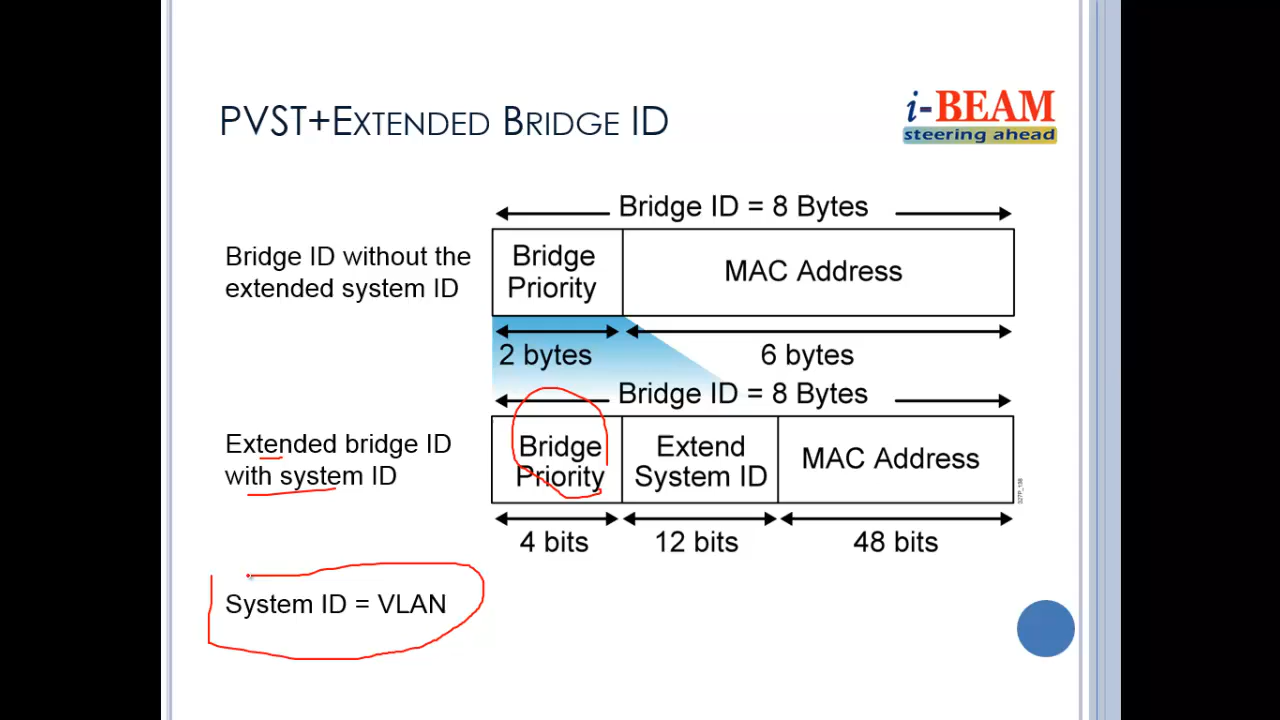 PVST+EXTENDED BRIDGE ID
i-BEAM
steering ahead
Bridge ID = 8 Bytes
Bridge ID without the
extended system ID
Bridge
Priority
MAC Address
2 bytes
6 bytes
Bridge ID = 8 Bytes
Extended bridge ID
with system ID
Bridge
Priority
Extend
System ID
MAC Address
4 bits
12 bits
48 bits
System ID = VLAN